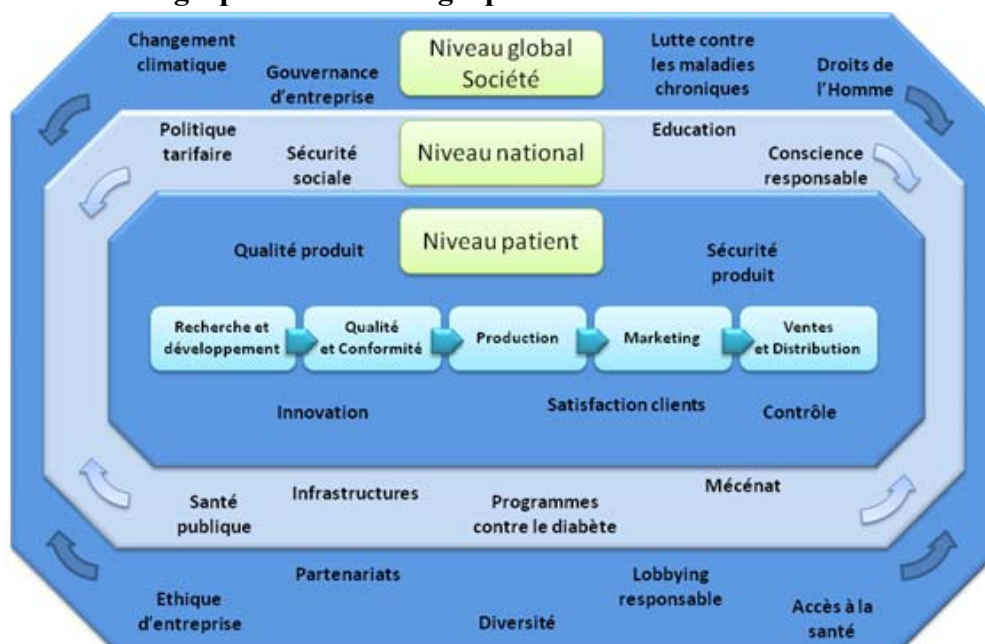 Changement
climatique
Gouvernance
d'entreprise
Niveau global
Société
Lutte contre
les maladies
chroniques
Droits de
l'Homme
Politique
tarifaire
Sécurité
sociale
Niveau national
Education
Conscience
responsable
Qualité produit
Niveau patient
Sécurité
produit
Recherche et
développement
Qualité
et Conformité
Production
Marketing
Ventes
et Distribution
Innovation
Satisfaction clients
Contrôle
Santé
publique
Infrastructures
Programmes
contre le diabète
Mécénat
Ethique
d'entreprise
Partenariats
Diversité
Lobbying
responsable
Accès à la
santé